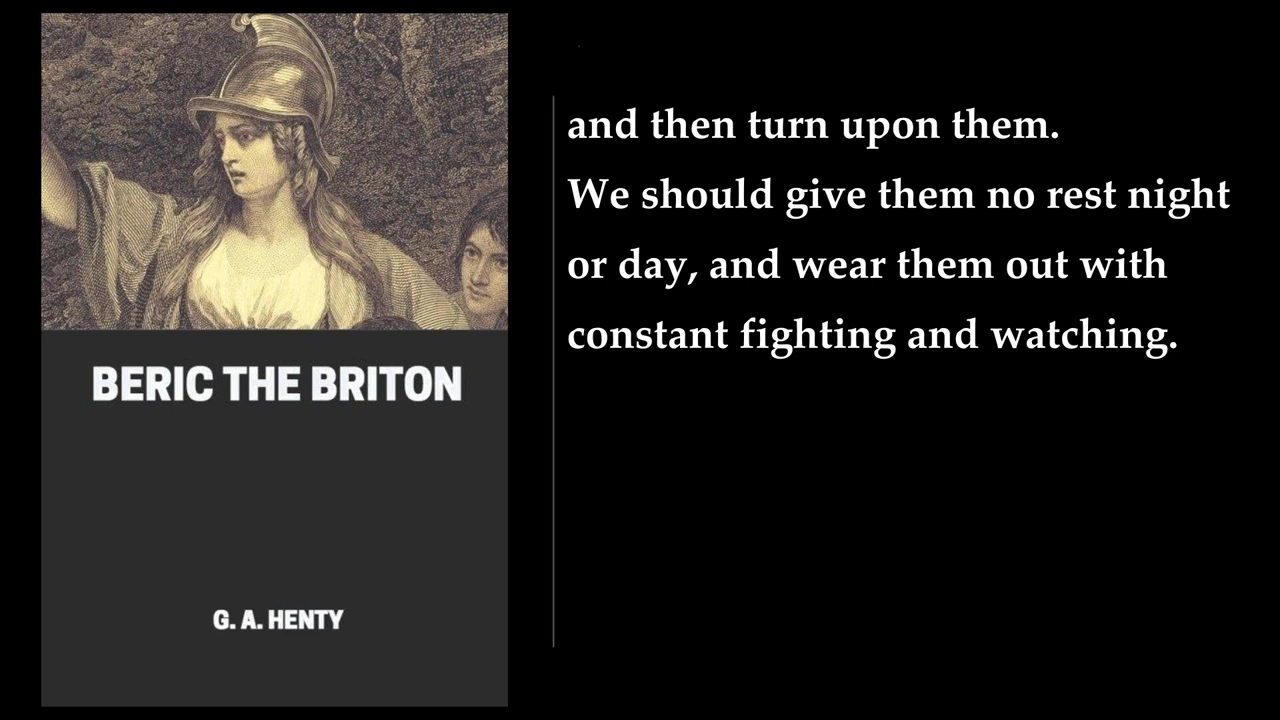 BERIC THE BRITON
G. A. HENTY
and then turn upon them.
We should give them no rest night
or day, and wear them out with
constant fighting and watching.